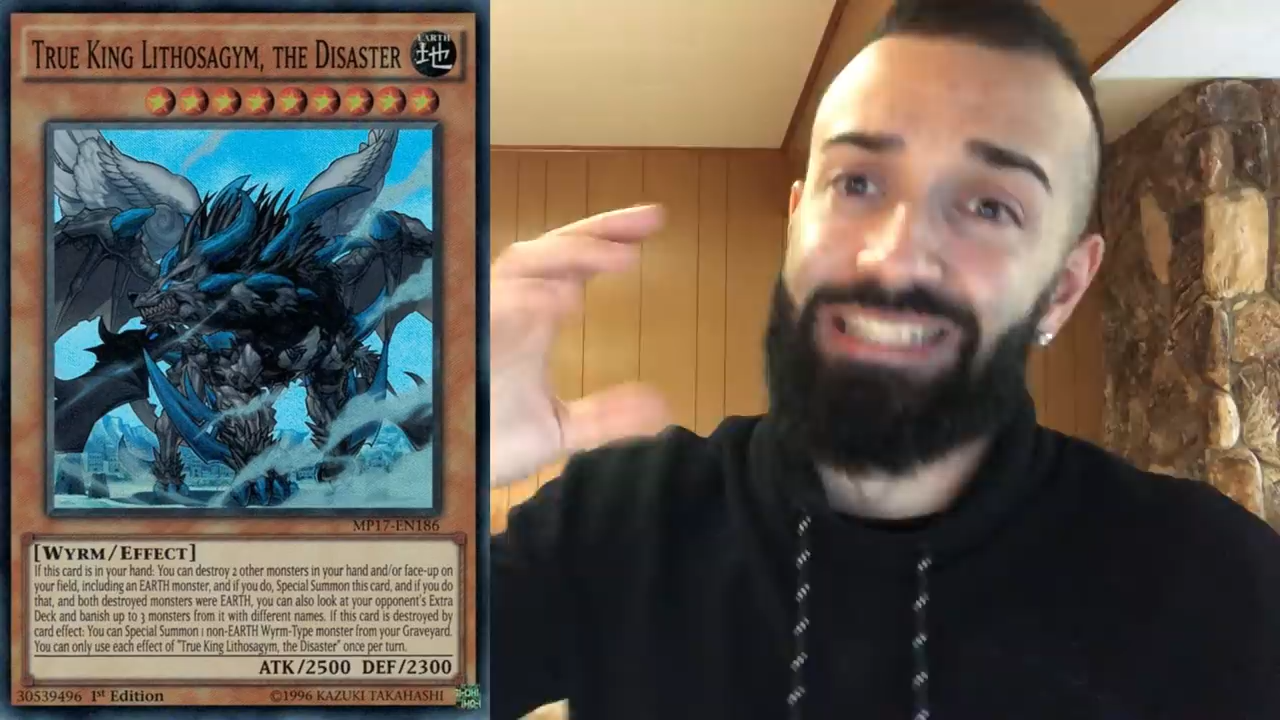 TRUE KING LITHOSAGYM, THE DISASTER
EARTH
地
MP17-EN186
[WYRM/EFFECT]
If this card is in your hand: You can destroy 2 other monsters in your hand and/or face-up on
your field, including an EARTH monster, and if you do, Special Summon this card, and if you do
that, and both destroyed monsters were EARTH, you can also look at your opponent's Extra
Deck and banish up to 3 monsters from it with different names. If this card is destroyed by
card effect: You can Special Summon 1 non-EARTH Wyrm-Type monster from your Graveyard.
You can only use each effect of "True King Lithosagym, the Disaster" once per turn.
ATK/2500 DEF/2300
30539496 1st Edition ©1996 KAZUKI TAKAHASHI